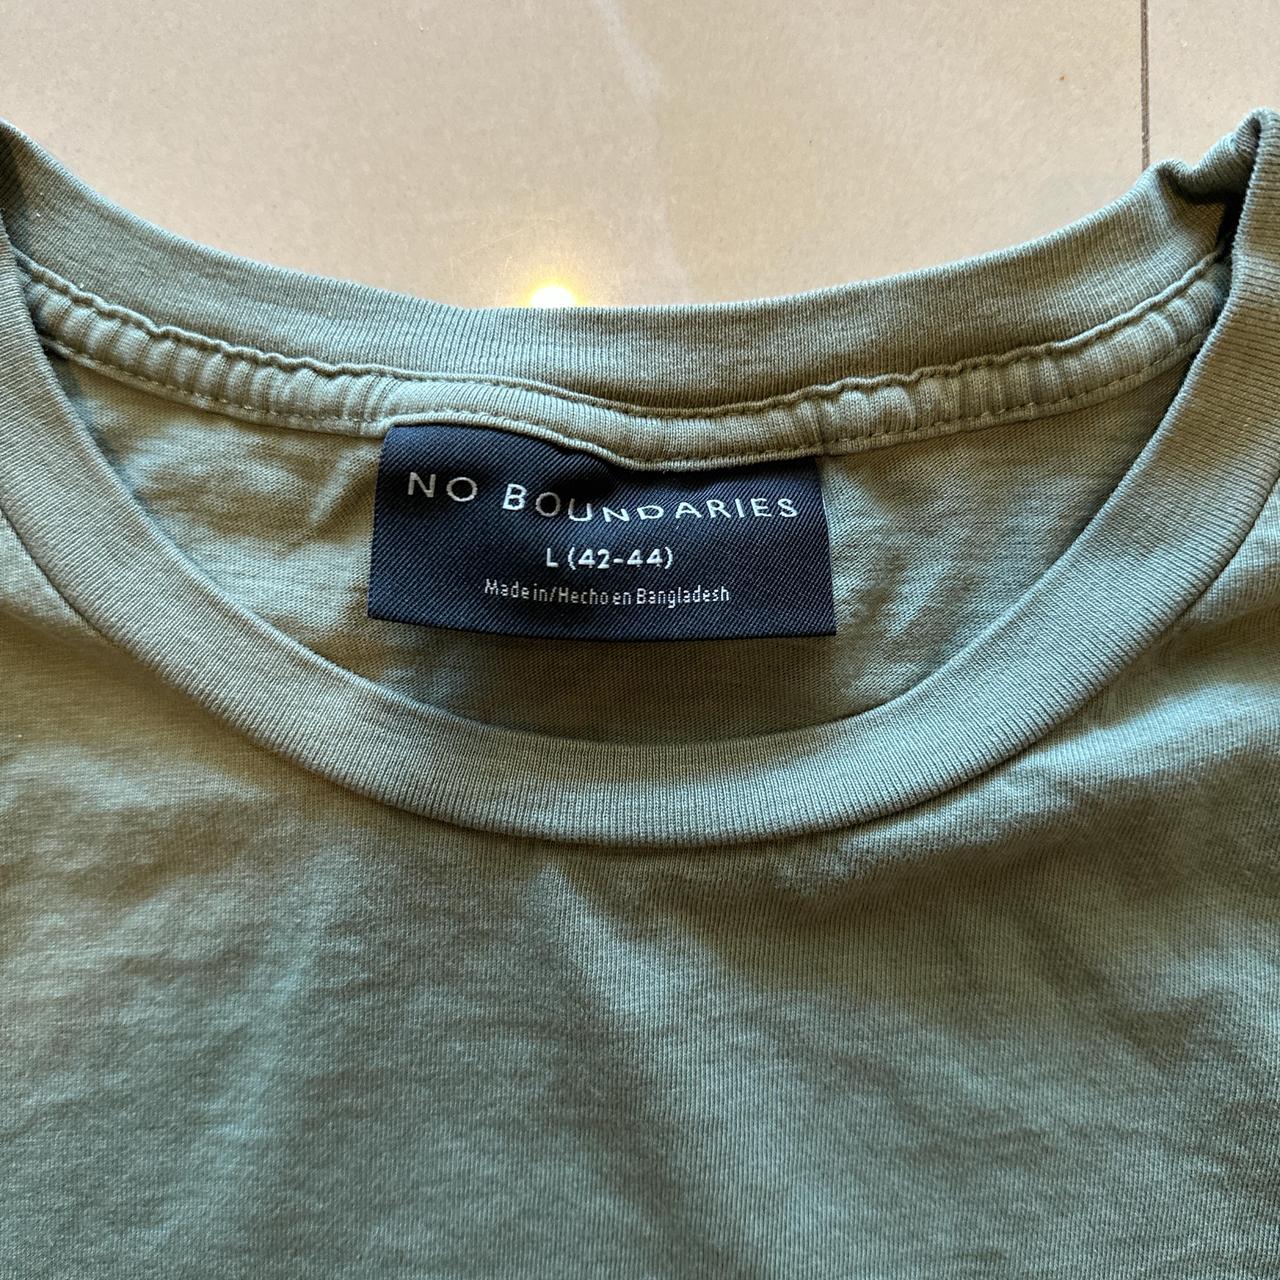 NO BOUNDARIES
L (42-44)
Made in/Hecho en Bangladesh